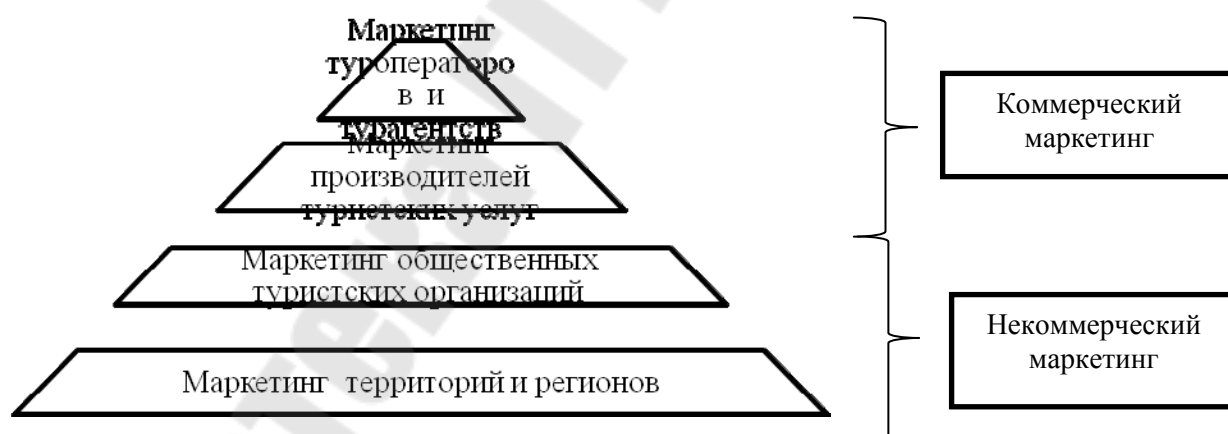 Маркетинг
туроператоро
в и
турагентств
Маркетинг
производителей
туристских услуг
Маркетинг общественных
туристских организаций
Маркетинг территорий и регионов
Коммерческий
маркетинг
Некоммерческий
маркетинг